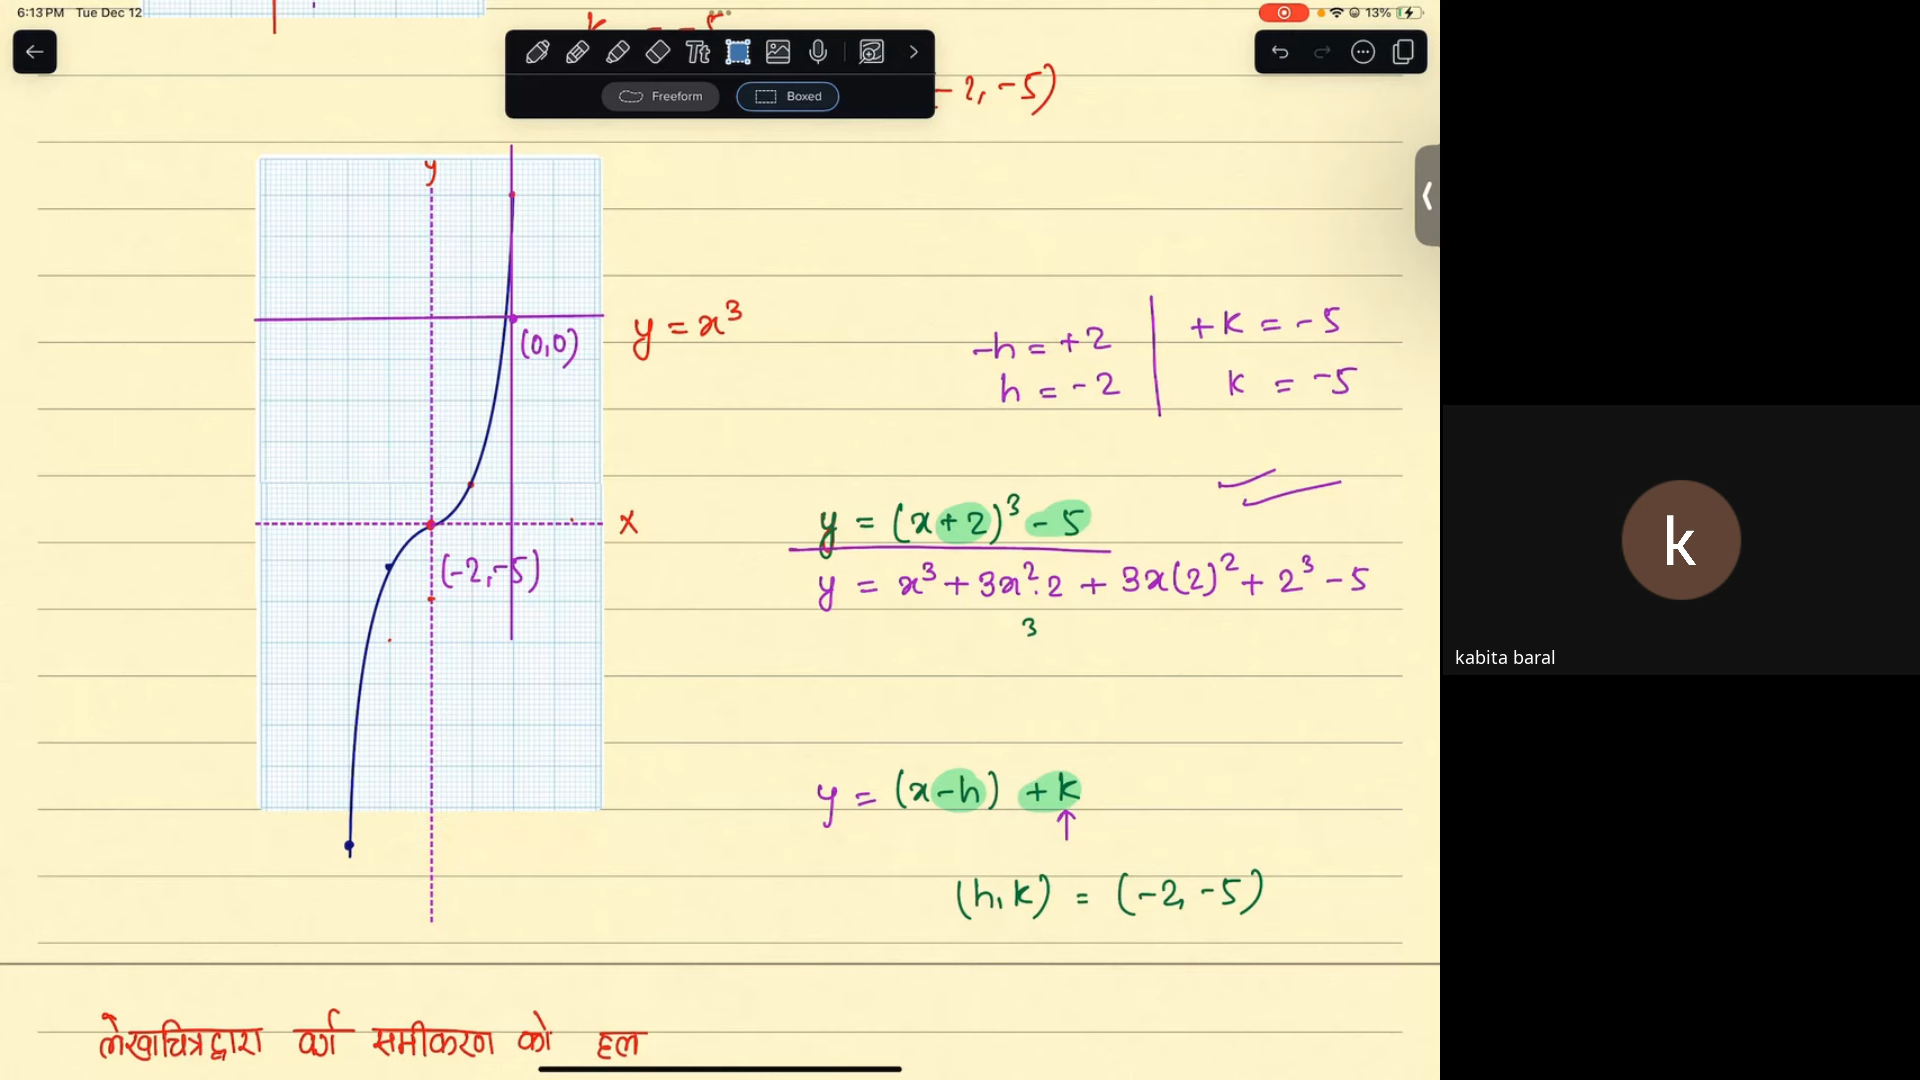 6:13 PM Tue Dec 12
13%
Tt
Freeform
Boxed
-2, -5)
y
y = x³
(0,0)
-h = +2
h = -2
+k = -5
k = -5
x
(-2,-5)
y = (x+2)³ - 5
y = x³ + 3x².2 + 3x(2)² + 2³ - 5
3
y = (x-h) + k
(h,k) = (-2, -5)
लेखाचित्रद्वारा वर्ग समीकरण को हल
k
kabita baral